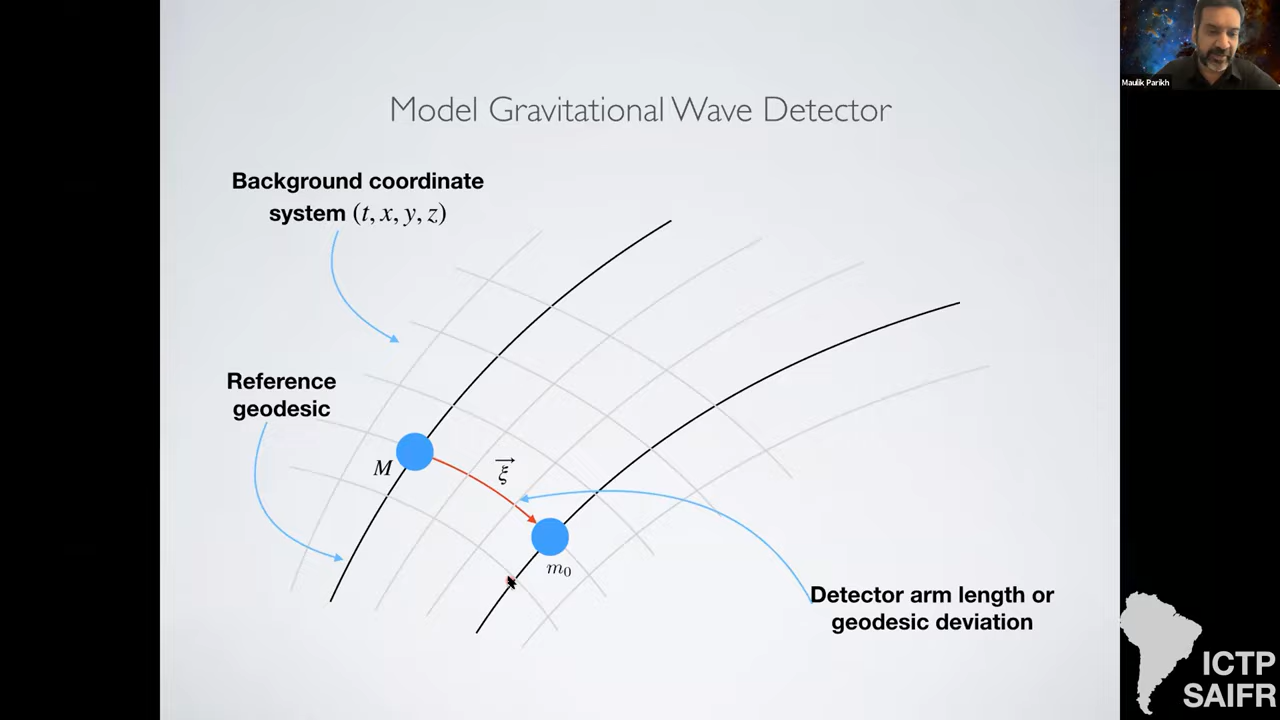 Maulik Parikh
Model Gravitational Wave Detector
Background coordinate
system (t, x, y, z)
Reference
geodesic
M
ξ⃗
m₀
Detector arm length or
geodesic deviation
ICTP
SAIFR